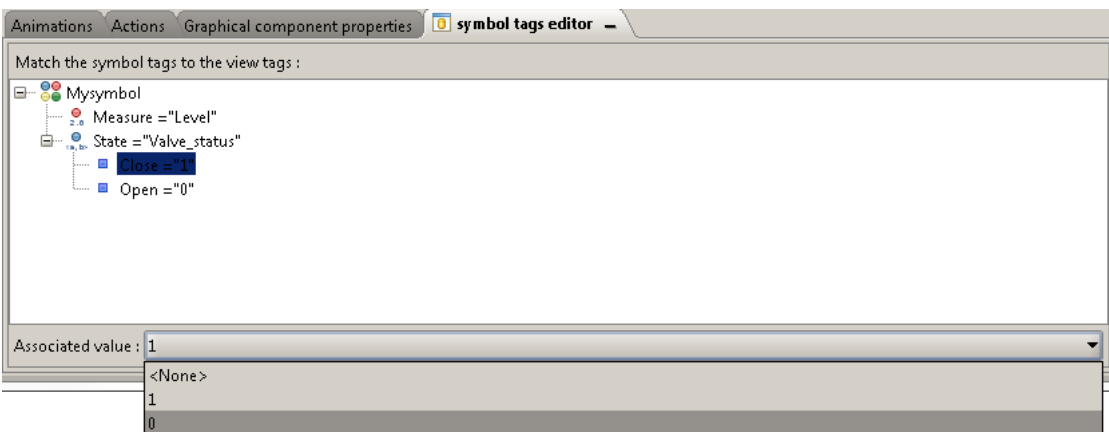 Animations Actions Graphical component properties symbol tags editor
Match the symbol tags to the view tags :
Mysymbol
Measure ="Level"
State ="Valve_status"
Close ="1"
Open ="0"
Associated value : 1
<None>
1
0